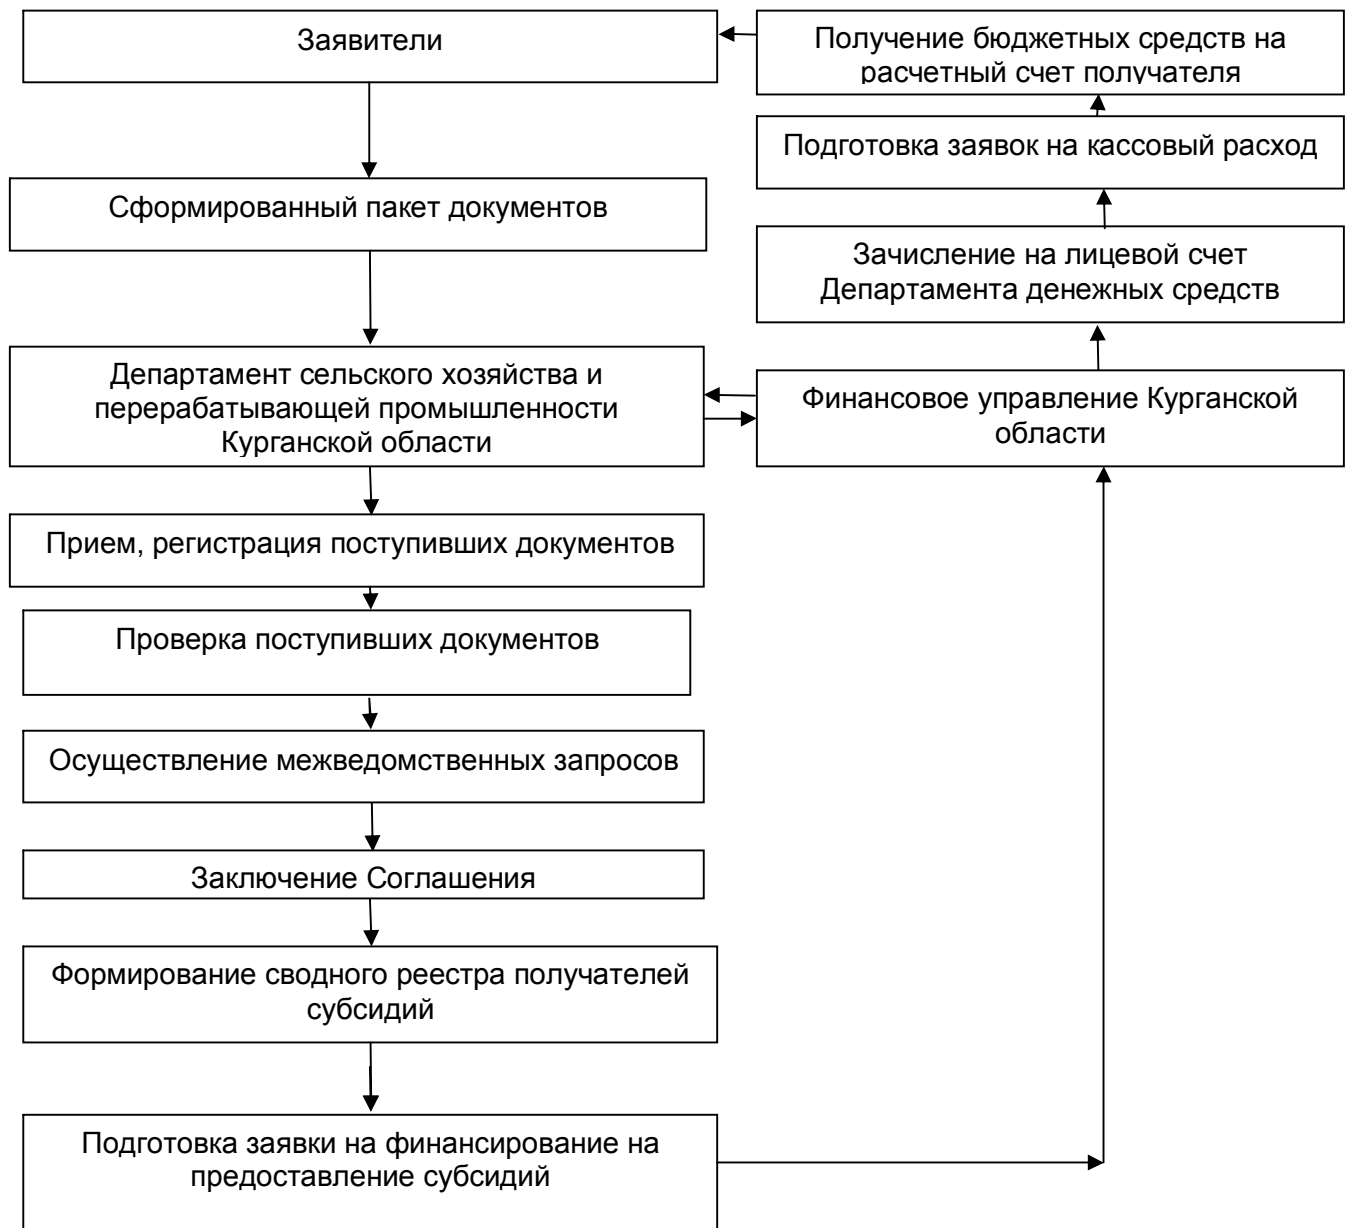 Заявители
Получение бюджетных средств на
расчетный счет получателя
Подготовка заявок на кассовый расход
Сформированный пакет документов
Зачисление на лицевой счет
Департамента денежных средств
Департамент сельского хозяйства и
перерабатывающей промышленности
Курганской области
Финансовое управление Курганской
области
Прием, регистрация поступивших документов
Проверка поступивших документов
Осуществление межведомственных запросов
Заключение Соглашения
Формирование сводного реестра получателей
субсидий
Подготовка заявки на финансирование на
предоставление субсидий